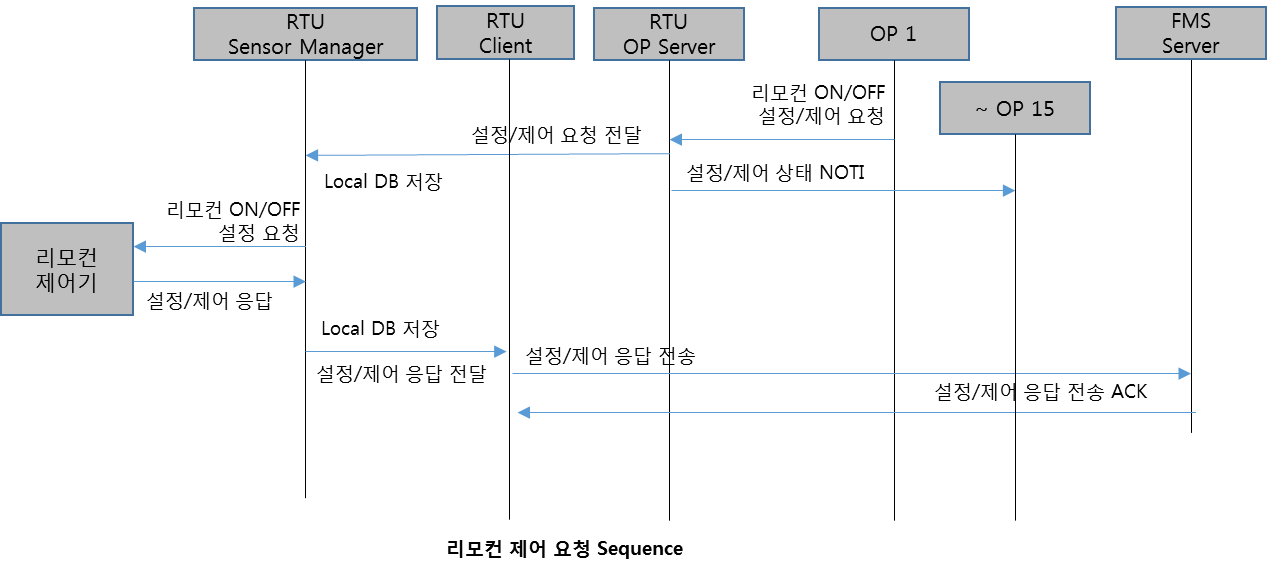 RTU
Sensor Manager
RTU
Client
RTU
OP Server
OP 1
FMS
Server
~ OP 15
리모컨 ON/OFF
설정/제어 요청
설정/제어 요청 전달
설정/제어 상태 NOTI
Local DB 저장
리모컨 ON/OFF
설정 요청
리모컨
제어기
설정/제어 응답
Local DB 저장
설정/제어 응답 전달
설정/제어 응답 전송
설정/제어 응답 전송 ACK
리모컨 제어 요청 Sequence